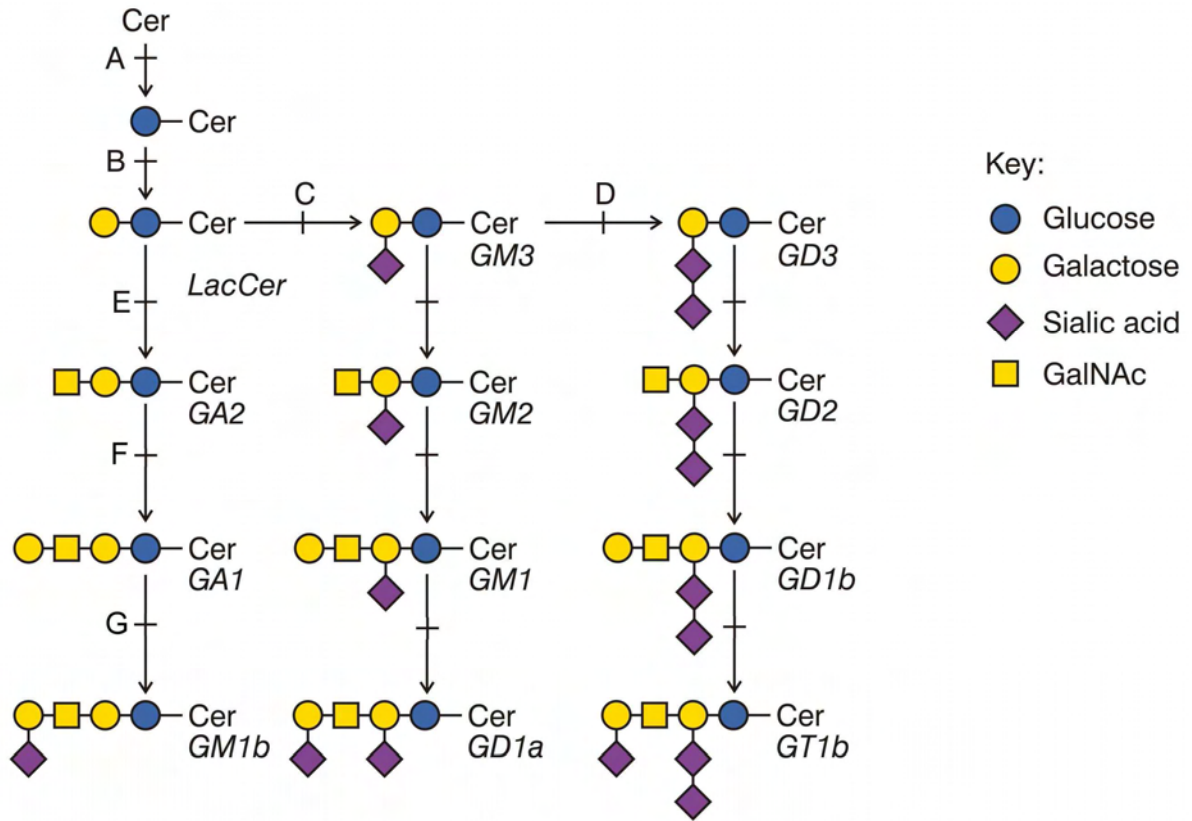 Cer
A
Cer
B
C
D
Cer
Cer
GM3
Cer
GD3
LacCer
E
Cer
GA2
Cer
GM2
Cer
GD2
F
Cer
GA1
Cer
GM1
Cer
GD1b
G
Cer
GM1b
Cer
GD1a
Cer
GT1b
Key:
Glucose
Galactose
Sialic acid
GalNAc